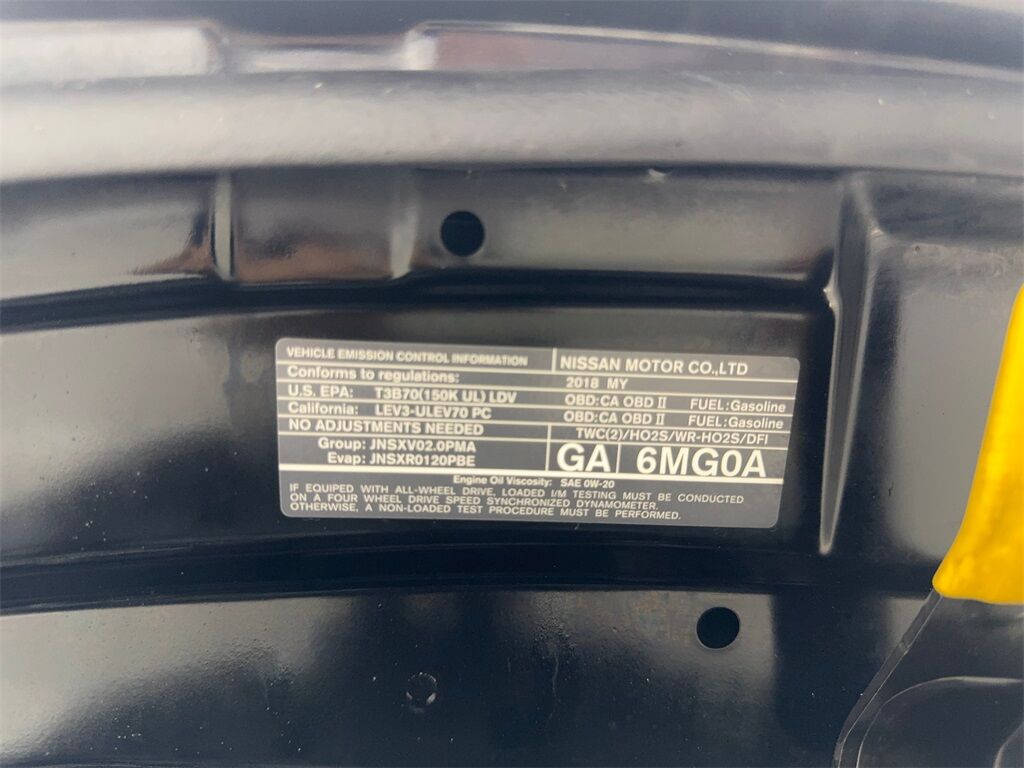 VEHICLE EMISSION CONTROL INFORMATION NISSAN MOTOR CO.,LTD
Conforms to regulations: 2018 MY
U.S. EPA: T3B70(150K UL) LDV OBD:CA OBD II FUEL:Gasoline
California: LEV3-ULEV70 PC OBD:CA OBD II FUEL:Gasoline
NO ADJUSTMENTS NEEDED TWC(2)/HO2S/WR-HO2S/DFI
Group: JNSXV02.0PMA
Evap: JNSXR0120PBE
GA 6MG0A
Engine Oil Viscosity: SAE 0W-20
IF EQUIPED WITH ALL-WHEEL DRIVE, LOADED I/M TESTING MUST BE CONDUCTED
ON A FOUR WHEEL DRIVE SPEED SYNCHRONIZED DYNAMOMETER.
OTHERWISE, A NON-LOADED TEST PROCEDURE MUST BE PERFORMED.